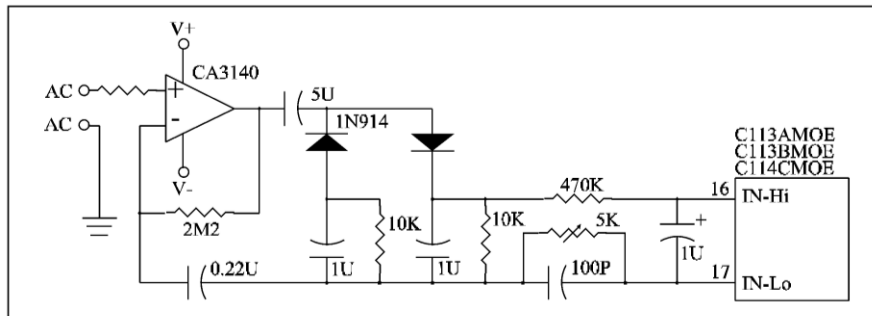 V+
CA3140
AC
+
-
AC
V-
2M2
0.22U
5U
1N914
10K
1U
10K
1U
470K
5K
100P
+
1U
C113AMOE
C113BMOE
C114CMOE
16 IN-Hi
17 IN-Lo